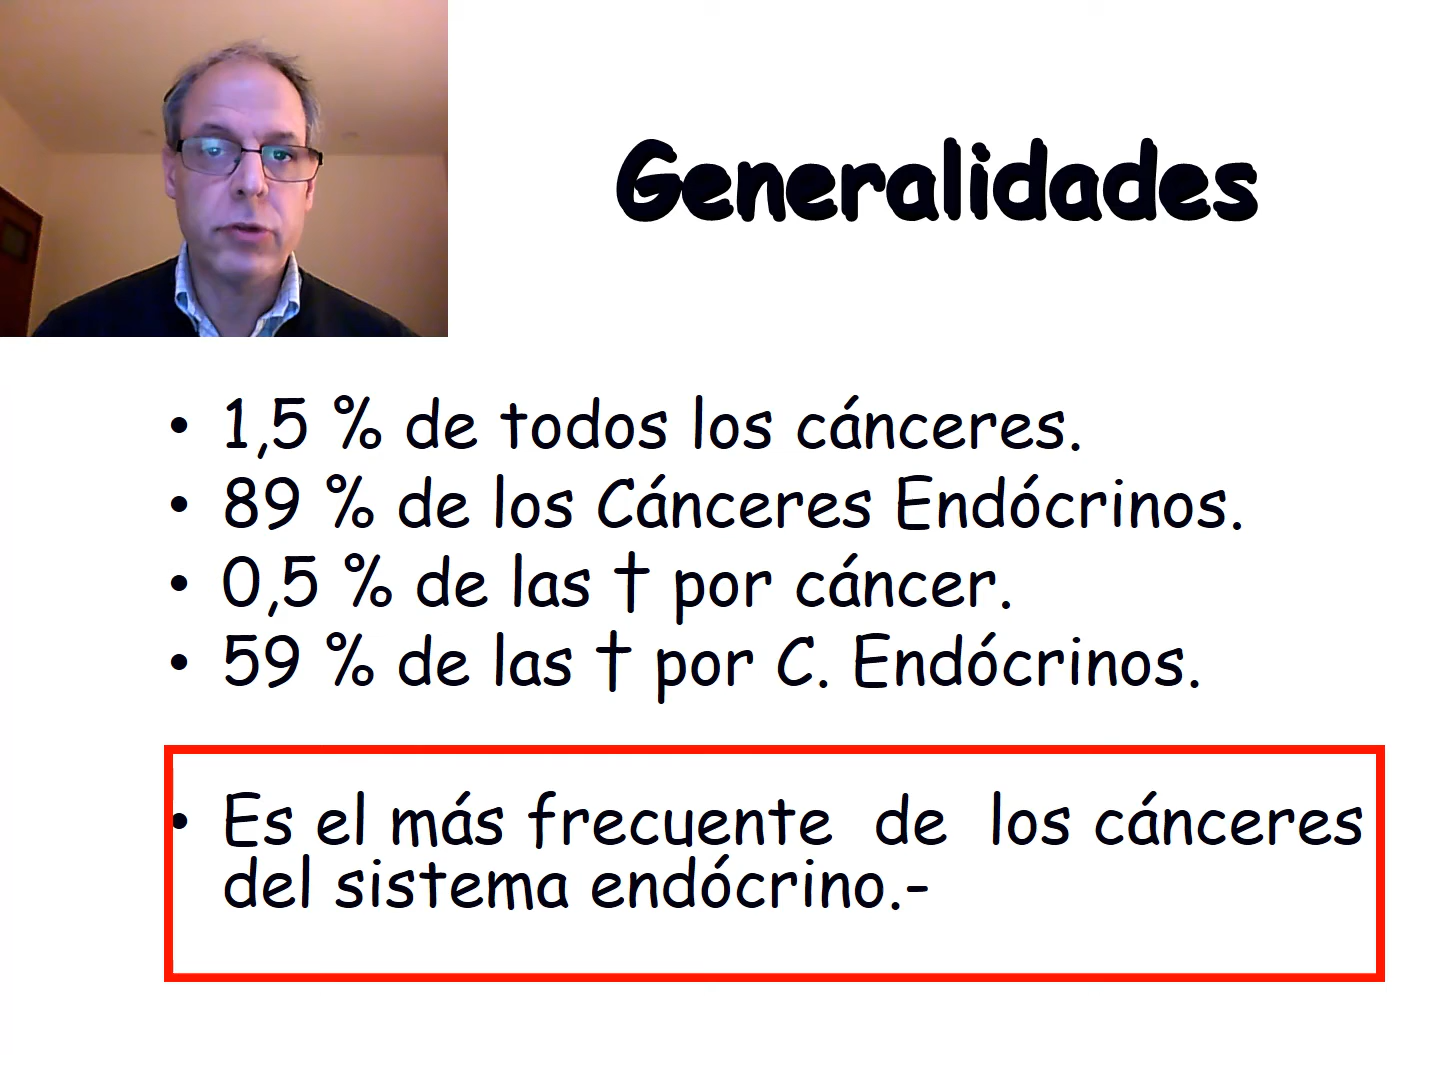 Generalidades
• 1,5 % de todos los cánceres.
• 89 % de los Cánceres Endócrinos.
• 0,5 % de las † por cáncer.
• 59 % de las † por C. Endócrinos.
• Es el más frecuente de los cánceres
del sistema endócrino.-